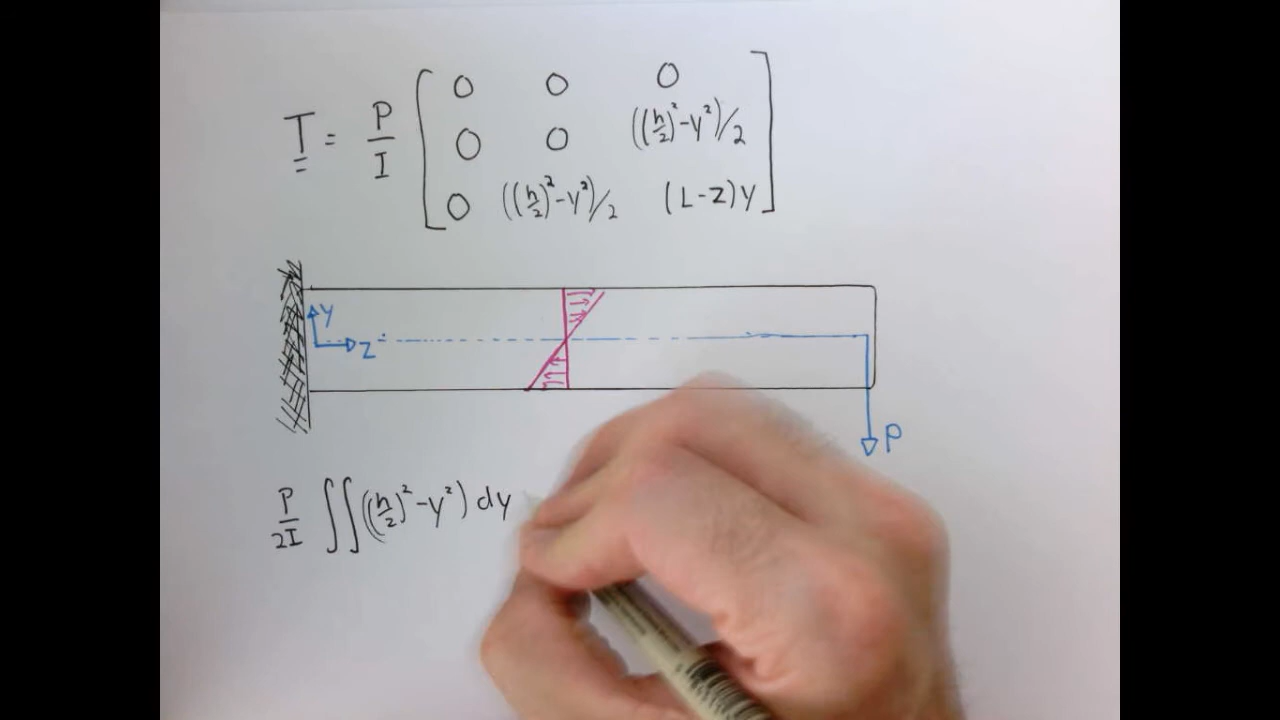 T = P/I [ 0 0 0
0 0 ((h/2)²-y²)/2
0 ((h/2)²-y²)/2 (L-z)y ]
y
z
P
P/2I ∫∫((h/2)²-y²) dy